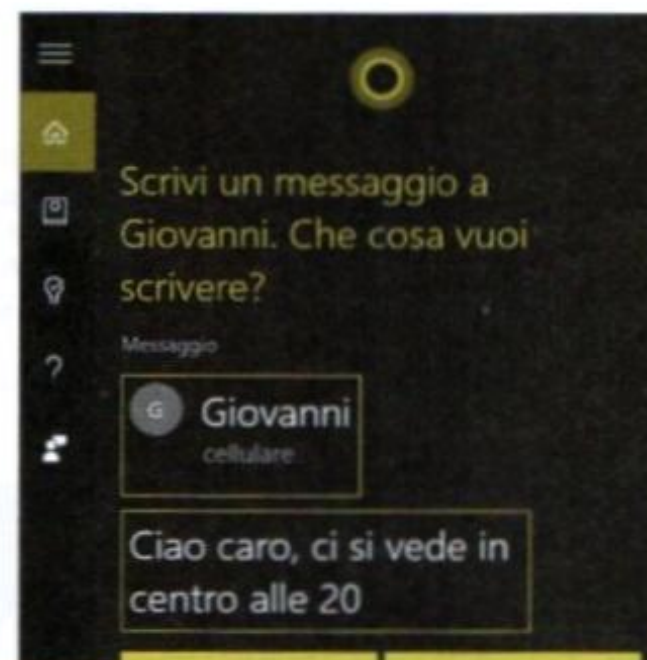 Scrivi un messaggio a
Giovanni. Che cosa vuoi
scrivere?
Messaggio
?
G Giovanni
cellulare
Ciao caro, ci si vede in
centro alle 20